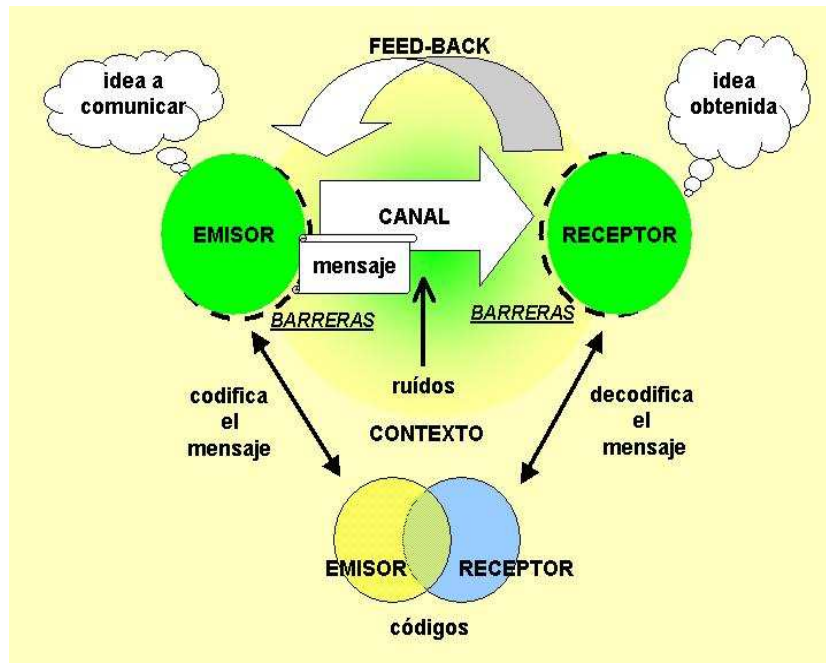 FEED-BACK
idea a
comunicar
idea
obtenida
EMISOR
CANAL
RECEPTOR
mensaje
BARRERAS
BARRERAS
ruídos
codifica
el
mensaje
decodifica
el
mensaje
CONTEXTO
EMISOR
RECEPTOR
códigos